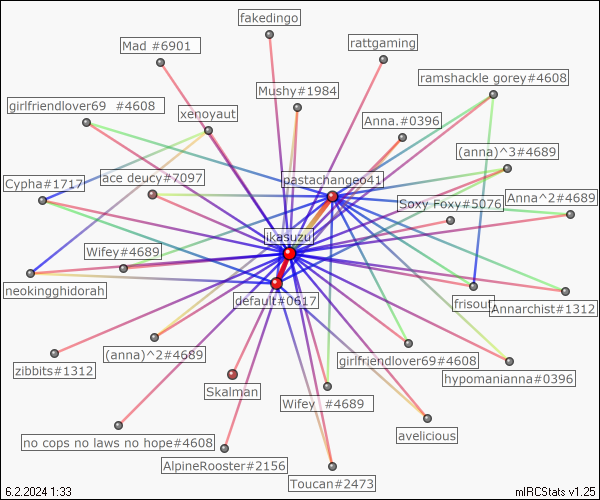 fakedingo
Mad #6901
rattgaming
ramshackle gorey#4608
Mushy#1984
girlfriendlover69 #4608
xenoyaut
Anna.#0396
(anna)^3#4689
ace deucy#7097
pastachangeo41
Cypha#1717
Anna^2#4689
Soxy Foxy#5076
ikasuzu
Wifey#4689
neokingghidorah
default#0617
frisout
Annarchist#1312
(anna)^2#4689
girlfriendlover69#4608
zibbits#1312
hypomanianna#0396
Skalman
Wifey #4689
avelicious
no cops no laws no hope#4608
AlpineRooster#2156
Toucan#2473
6.2.2024 1:33
mIRCStats v1.25